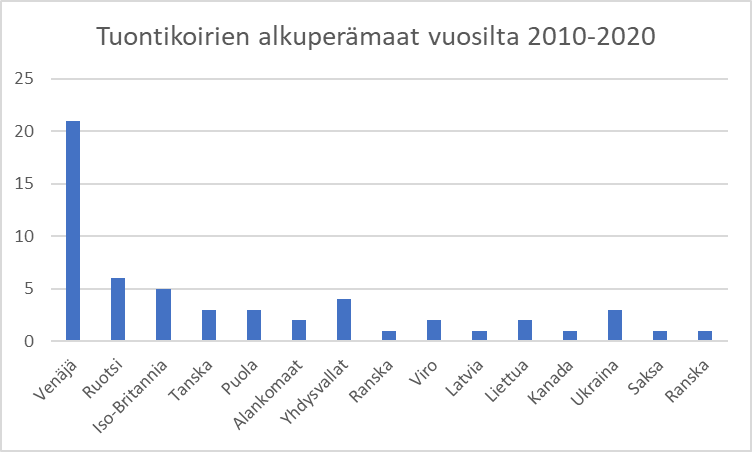 Tuontikoirien alkuperämaat vuosilta 2010-2020
25
20
15
10
5
0
Venäjä
Ruotsi
Iso-Britannia
Tanska
Puola
Alankomaat
Yhdysvallat
Ranska
Viro
Latvia
Liettua
Kanada
Ukraina
Saksa
Ranska